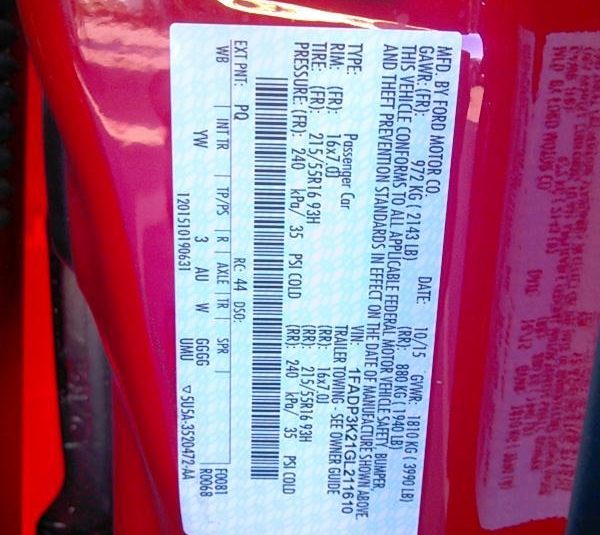 MFD. BY FORD MOTOR CO. DATE: 10/15 GVWR: 1810 KG ( 3990 LB)
GAWR: (FR): 972 KG ( 2143 LB) (RR): 880 KG ( 1940 LB)
THIS VEHICLE CONFORMS TO ALL APPLICABLE FEDERAL MOTOR VEHICLE SAFETY, BUMPER,
AND THEFT PREVENTION STANDARDS IN EFFECT ON THE DATE OF MANUFACTURE SHOWN ABOVE.
VIN: 1FADP3K21GL211610
TYPE: Passenger Car TRAILER TOWING - SEE OWNER GUIDE
RIM: (FR): 16x7.0J (RR): 16x7.0J
TIRE: (FR): 215/55R16 93H (RR): 215/55R16 93H
PRESSURE: (FR): 240 kPa/ 35 PSI COLD (RR): 240 kPa/ 35 PSI COLD
EXT PNT: PQ RC: 44 DSO: F0081
R0068
WB INT TR TP/PS R AXLE TR SPR
YW 3 AU W GGGG UMU
1201510190631 ▽ 5U5A-3520472-AA